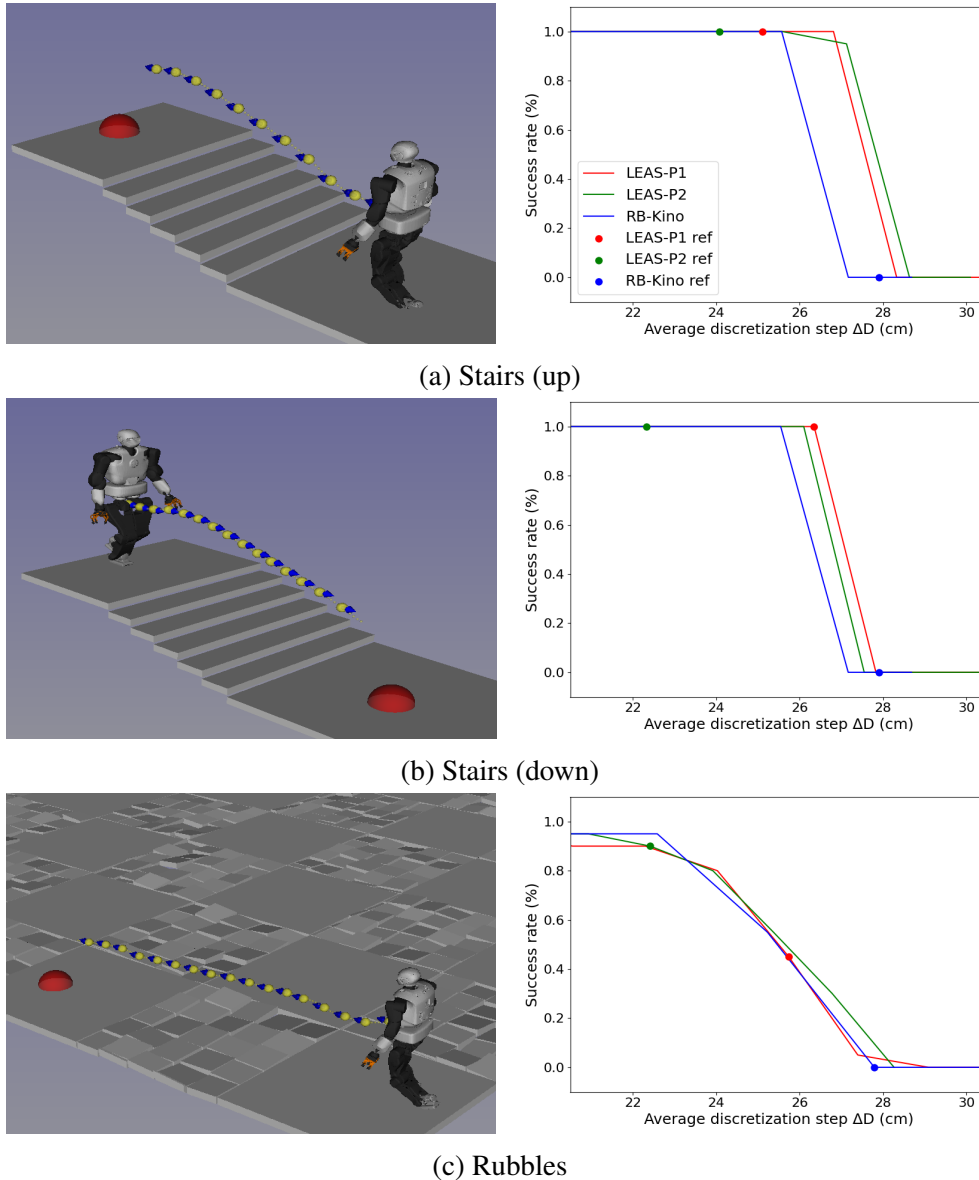 1.0
0.8
0.6
0.4
0.2
0.0
Success rate (%)
LEAS-P1
LEAS-P2
RB-Kino
LEAS-P1 ref
LEAS-P2 ref
RB-Kino ref
22 24 26 28 30
Average discretization step ΔD (cm)
(a) Stairs (up)
1.0
0.8
0.6
0.4
0.2
0.0
Success rate (%)
22 24 26 28 30
Average discretization step ΔD (cm)
(b) Stairs (down)
1.0
0.8
0.6
0.4
0.2
0.0
Success rate (%)
22 24 26 28 30
Average discretization step ΔD (cm)
(c) Rubbles